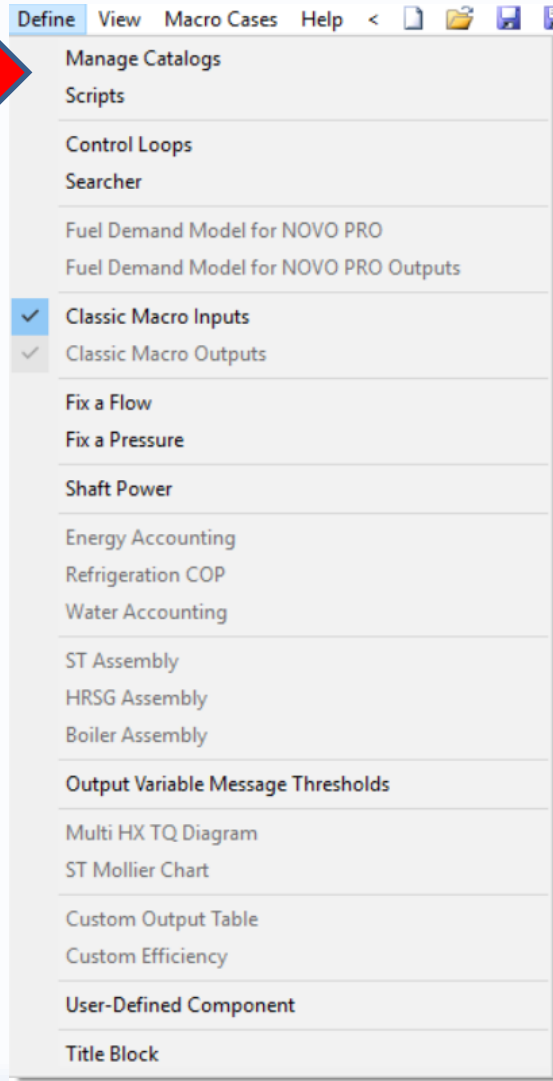 Define View Macro Cases Help <
Manage Catalogs
Scripts
Control Loops
Searcher
Fuel Demand Model for NOVO PRO
Fuel Demand Model for NOVO PRO Outputs
Classic Macro Inputs
Classic Macro Outputs
Fix a Flow
Fix a Pressure
Shaft Power
Energy Accounting
Refrigeration COP
Water Accounting
ST Assembly
HRSG Assembly
Boiler Assembly
Output Variable Message Thresholds
Multi HX TQ Diagram
ST Mollier Chart
Custom Output Table
Custom Efficiency
User-Defined Component
Title Block